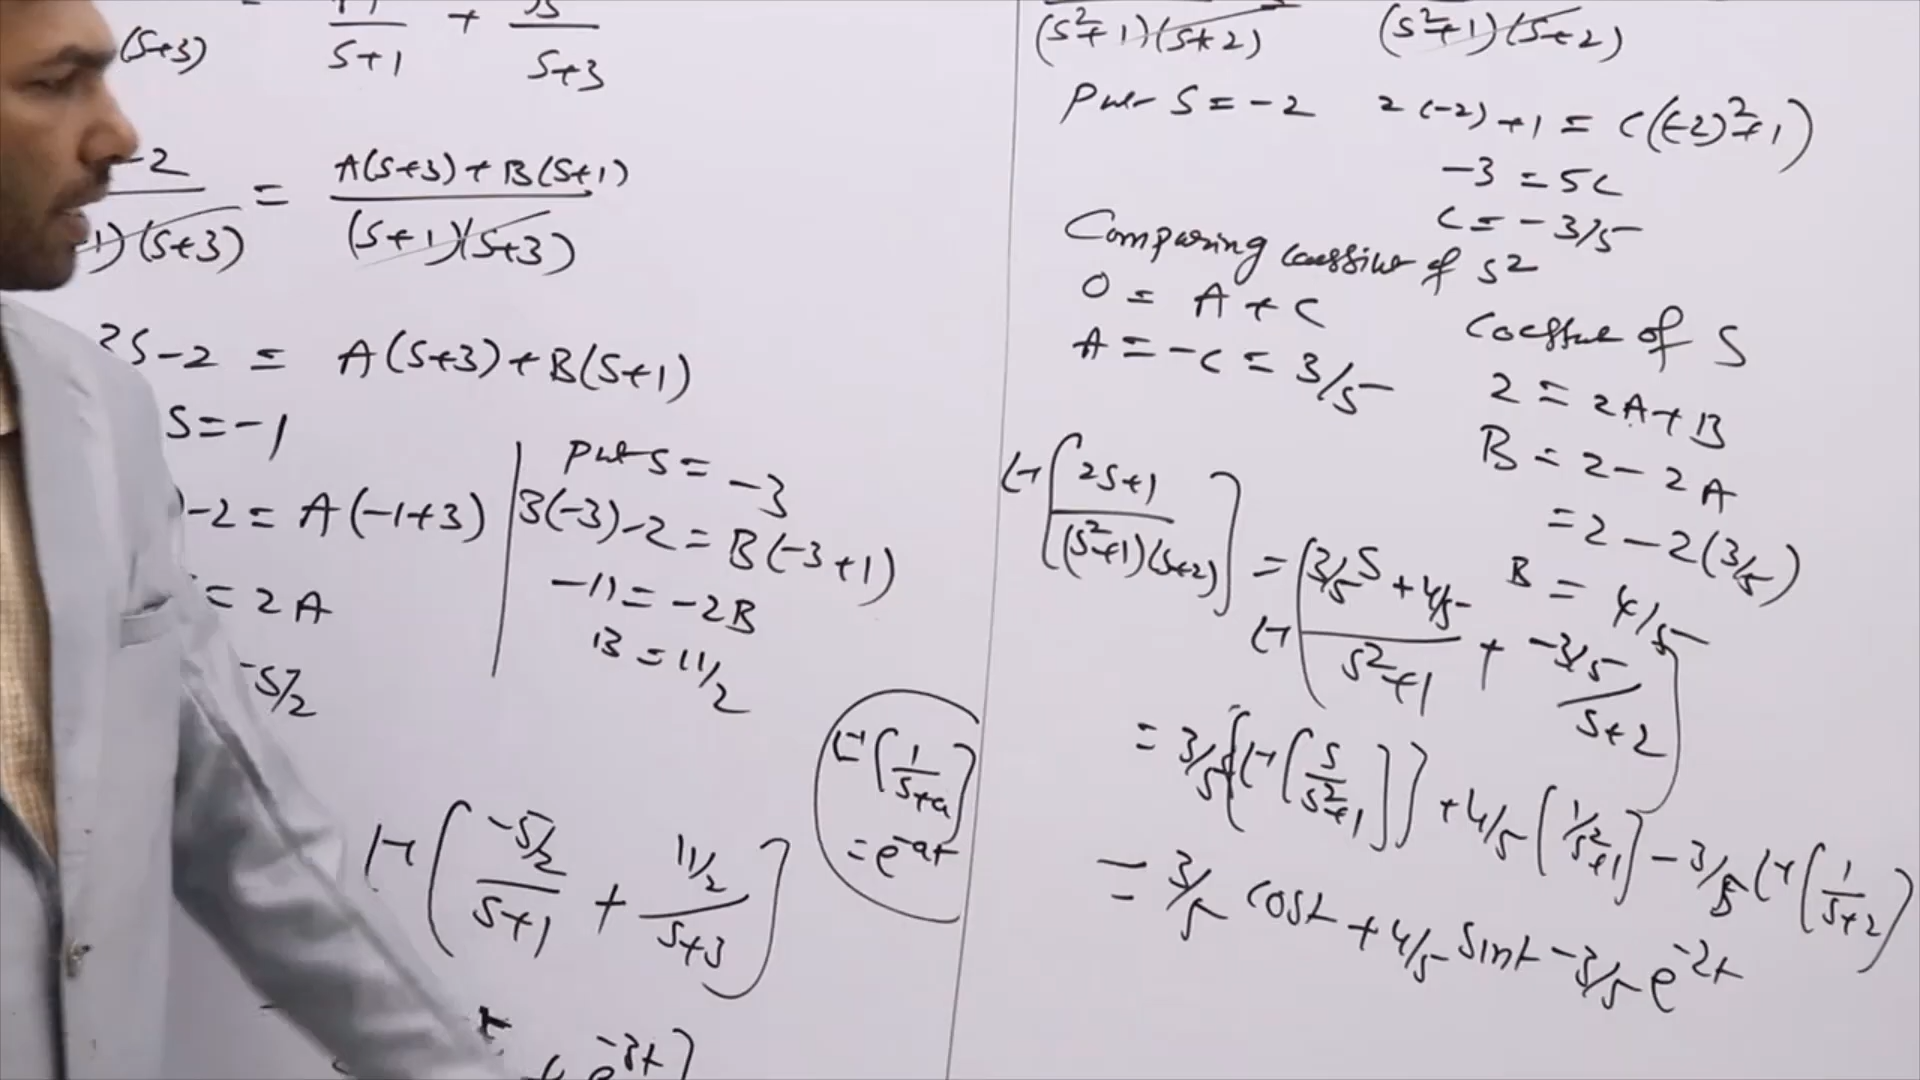 (S+3) S+1 + S+3
-2 / 1)(S+3) = A(S+3)+B(S+1) / (S+1)(S+3)
3S-2 = A(S+3)+B(S+1)
S=-1
-2 = A(-1+3)
= 2A
-5/2
Put S = -3
3(-3)-2 = B(-3+1)
-11 = -2B
B = 11/2
L⁻¹[(-5/2)/(S+1) + (11/2)/(S+3)]
e^-3t]
L⁻¹[1/(S+a)]
= e^-at
(S²+1)(S+2) (S²+1)(S+2)
Put S = -2 2(-2)+1 = C((-2)²+1)
-3 = 5C
C = -3/5
Comparing coefficient of S²
0 = A + C
A = -C = 3/5
Coefficient of S
2 = 2A+B
B = 2 - 2A
= 2 - 2(3/5)
B = 4/5
L⁻¹[(2S+1)/((S²+1)(S+2))] = L⁻¹[(3/5 S + 4/5)/(S²+1) + (-3/5)/(S+2)]
= 3/5{L⁻¹[S/(S²+1)]} + 4/5[1/(S²+1)] - 3/5 L⁻¹[1/(S+2)]
= 3/5 cost + 4/5 sint - 3/5 e^-2t